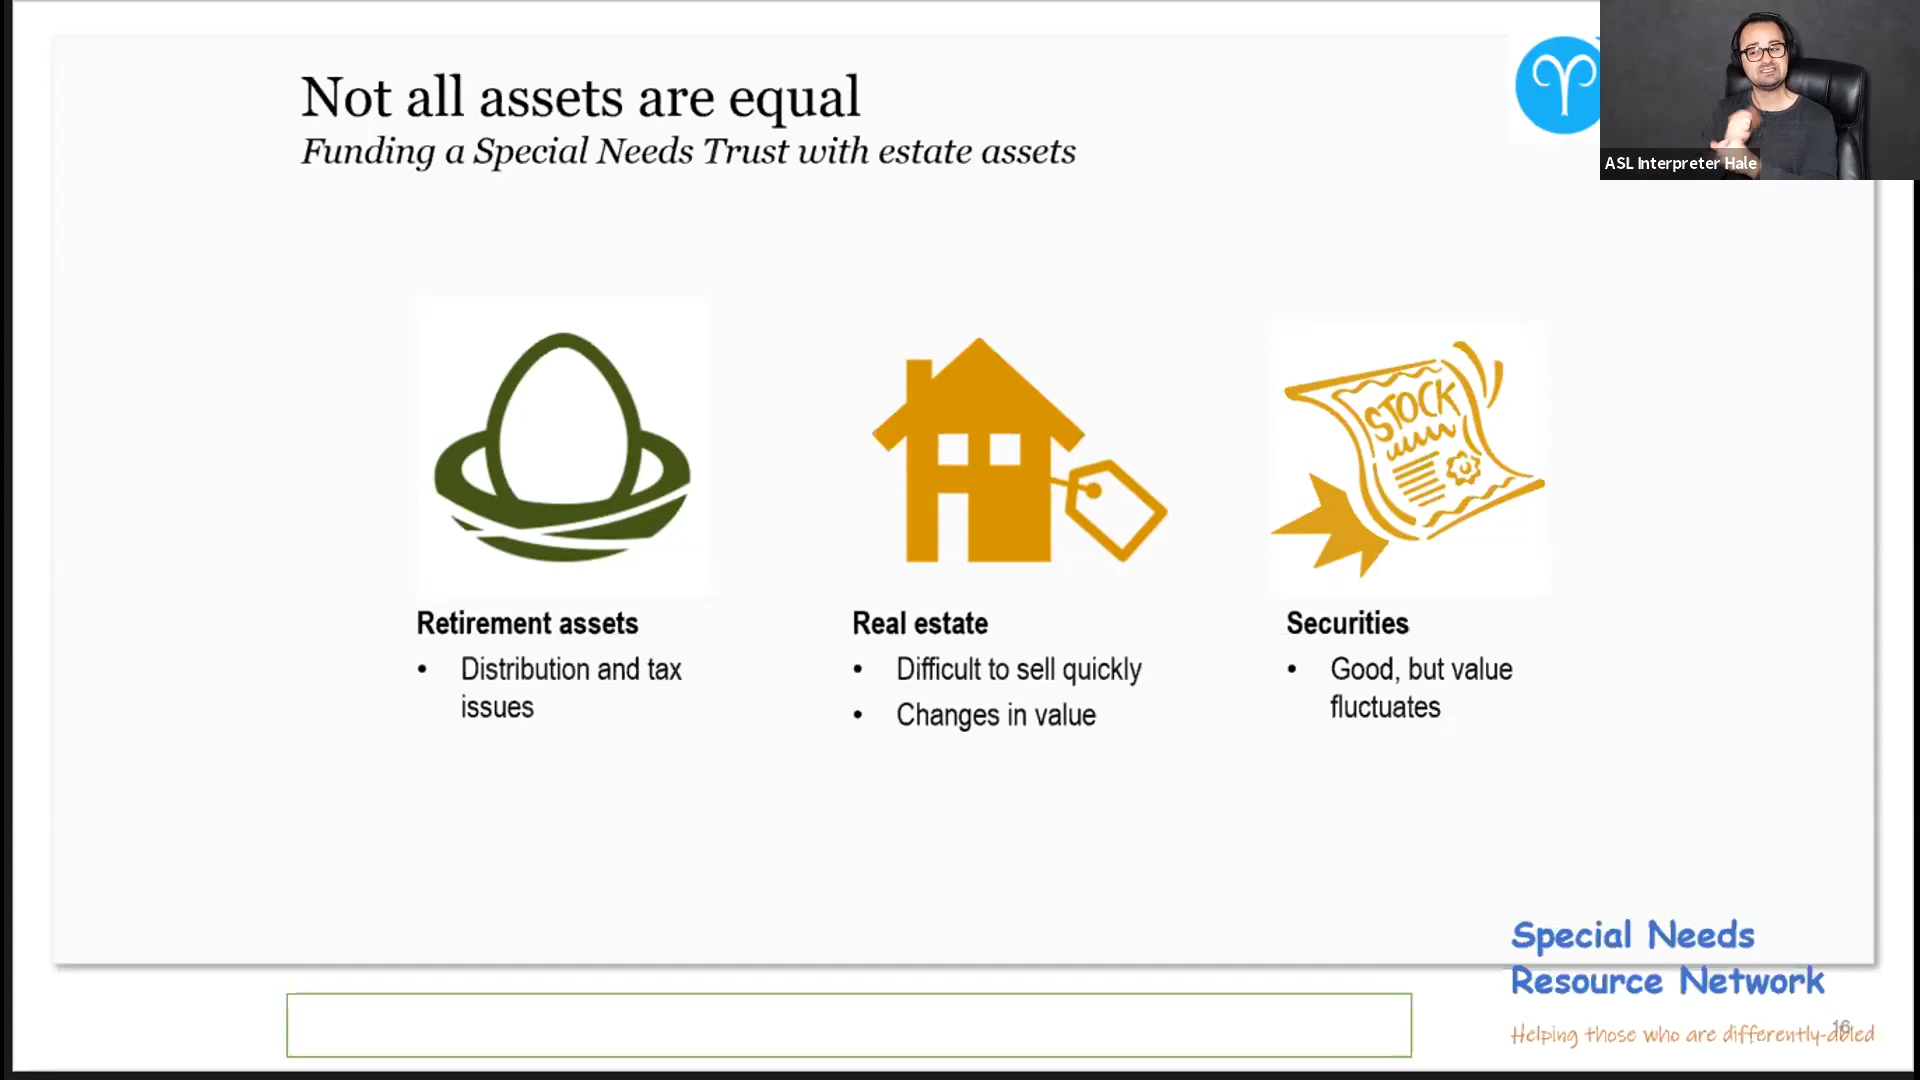 Not all assets are equal
Funding a Special Needs Trust with estate assets
ASL Interpreter Hale
STOCK
Retirement assets
• Distribution and tax
issues
Real estate
• Difficult to sell quickly
• Changes in value
Securities
• Good, but value
fluctuates
Special Needs
Resource Network
Helping those who are differently-abled
16